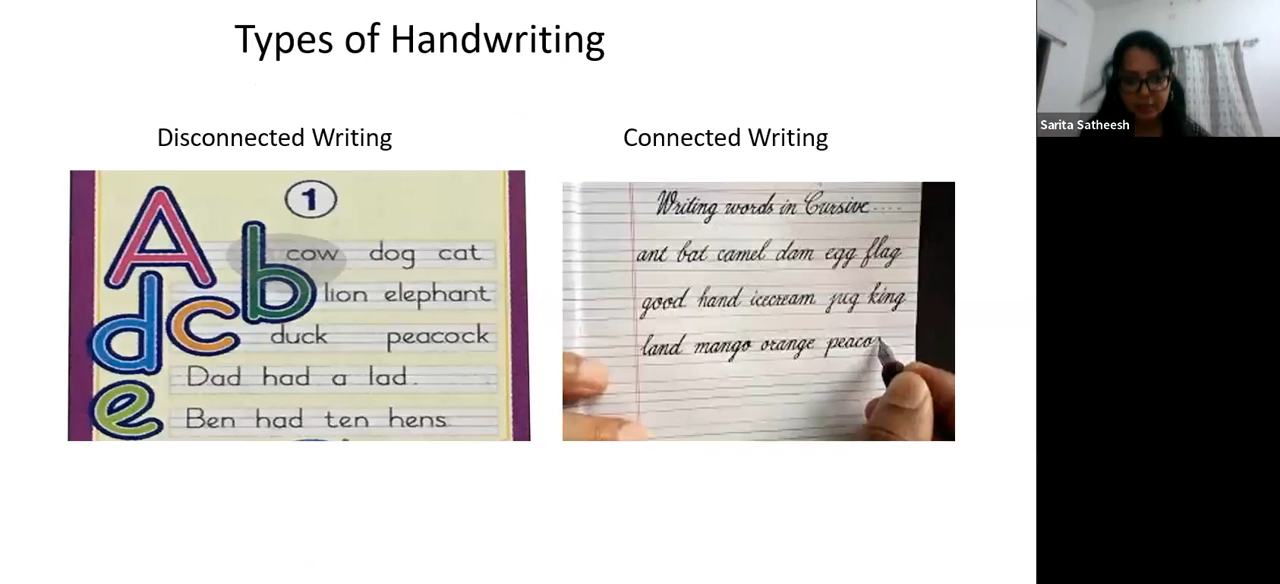 Types of Handwriting
Sarita Satheesh
Disconnected Writing
Connected Writing
1
A
b
cow dog cat
d
c
lion elephant
duck peacock
Dad had a lad.
e
Ben had ten hens
Writing words in Cursive ....
ant bat camel dam egg flag
good hand icecream jug king
land mango orange peaco